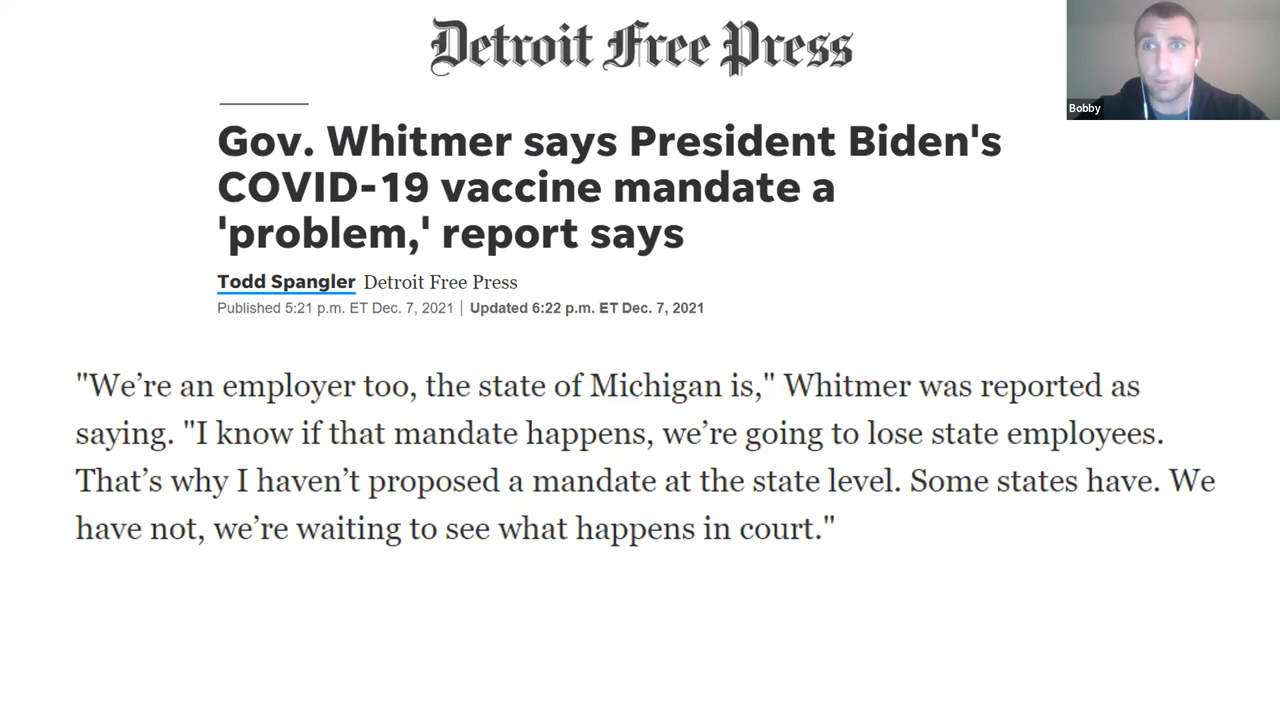 Detroit Free Press
Bobby
Gov. Whitmer says President Biden's
COVID-19 vaccine mandate a
'problem,' report says
Todd Spangler Detroit Free Press
Published 5:21 p.m. ET Dec. 7, 2021 | Updated 6:22 p.m. ET Dec. 7, 2021
"We’re an employer too, the state of Michigan is," Whitmer was reported as
saying. "I know if that mandate happens, we’re going to lose state employees.
That’s why I haven’t proposed a mandate at the state level. Some states have. We
have not, we’re waiting to see what happens in court."